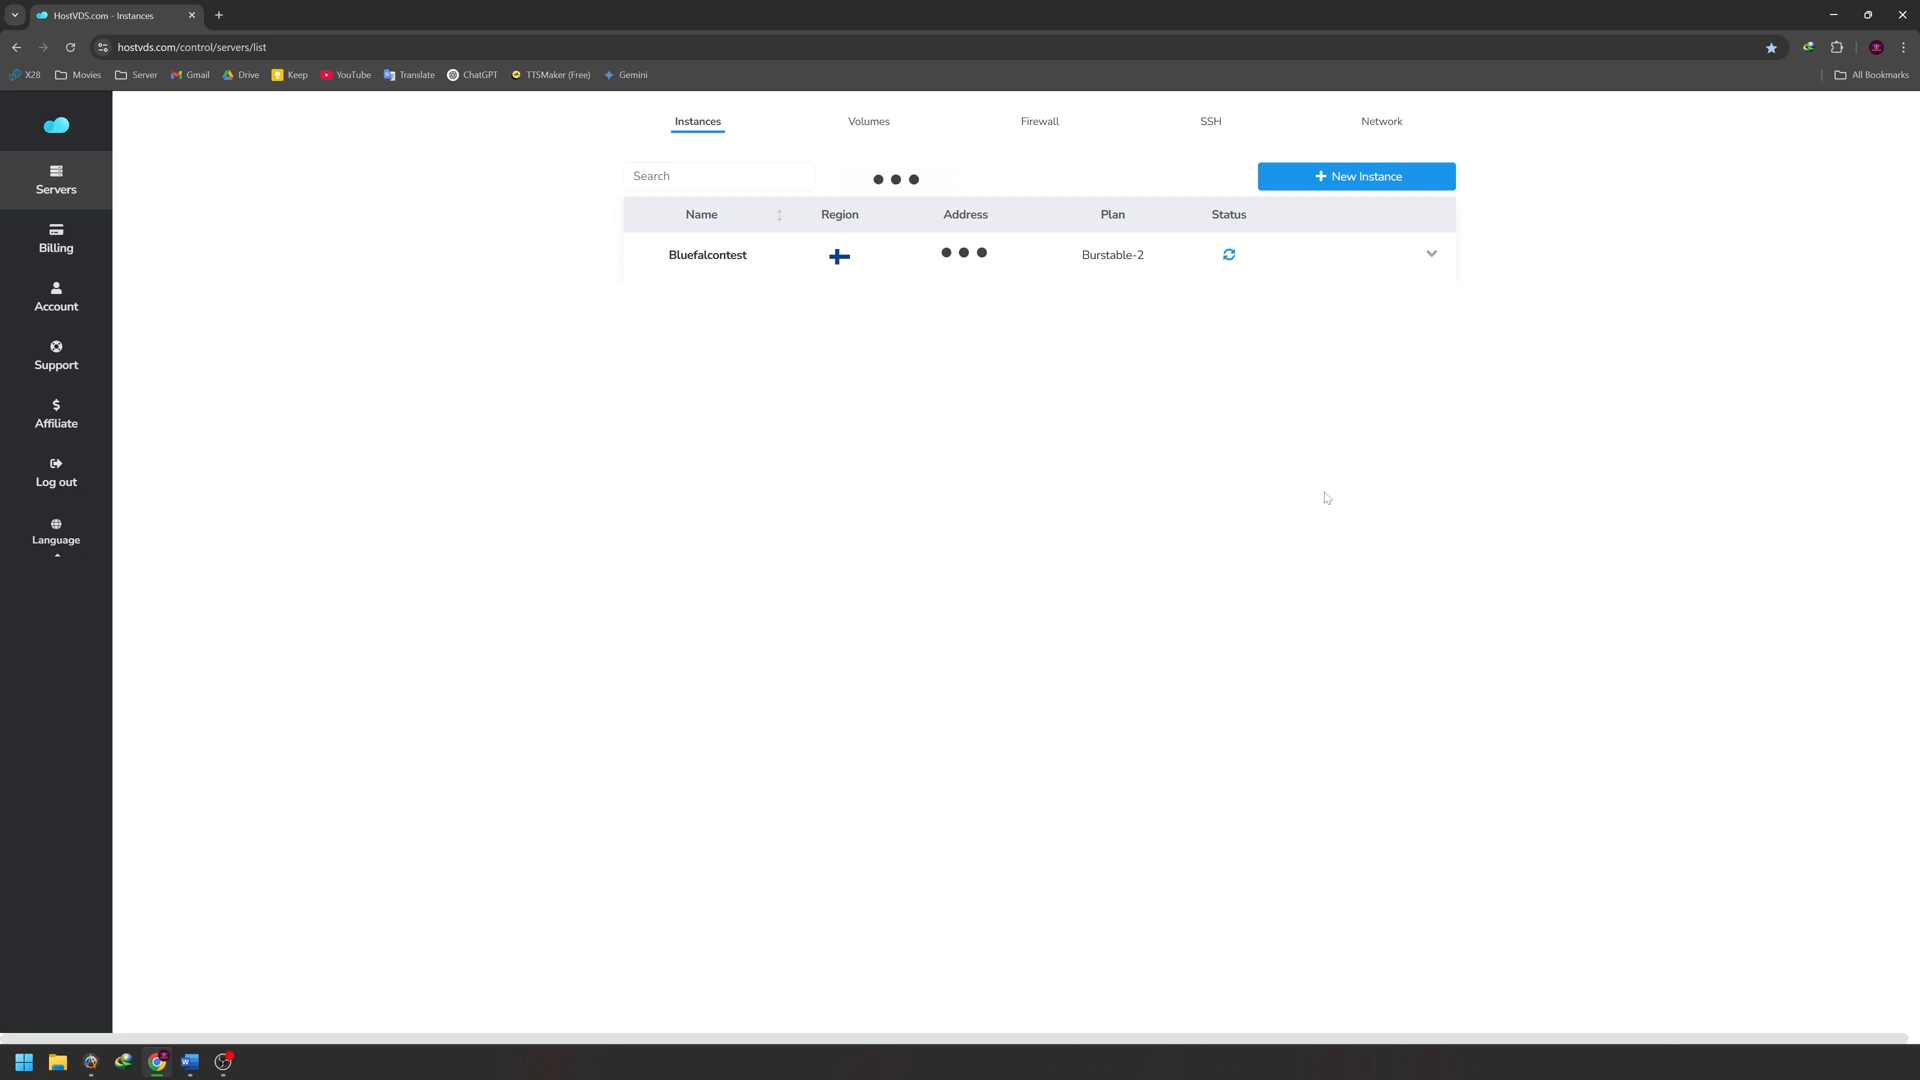 HostVDS.com - Instances
hostvds.com/control/servers/list
X28 Movies Server Gmail Drive Keep YouTube Translate ChatGPT TTSMaker (Free) Gemini All Bookmarks
Instances Volumes Firewall SSH Network
Search
+ New Instance
Name Region Address Plan Status
Bluefalcontest Burstable-2
Servers
Billing
Account
Support
Affiliate
Log out
Language